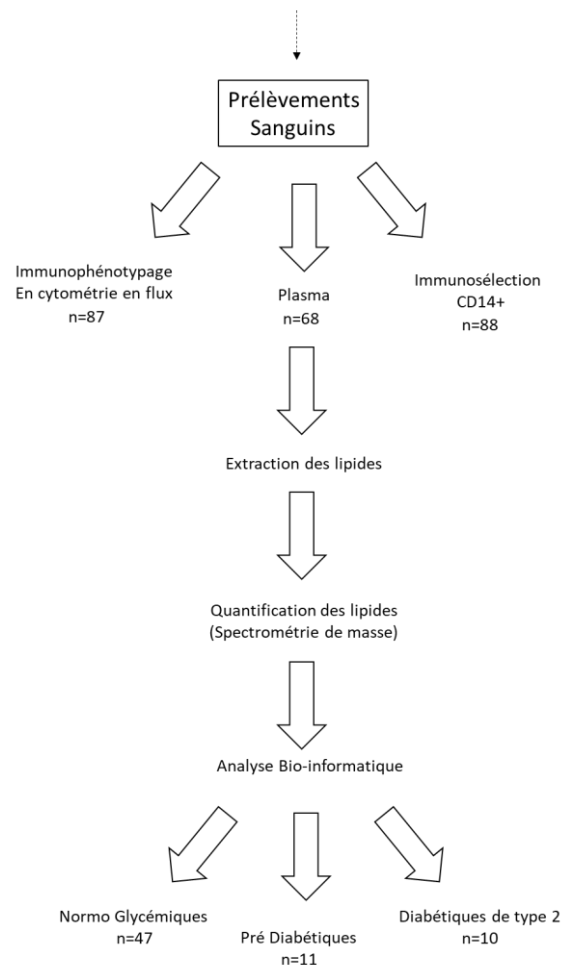 Prélèvements
Sanguins
Immunophénotypage
En cytométrie en flux
n=87
Plasma
n=68
Immunosélection
CD14+
n=88
Extraction des lipides
Quantification des lipides
(Spectrométrie de masse)
Analyse Bio-informatique
Normo Glycémiques
n=47
Pré Diabétiques
n=11
Diabétiques de type 2
n=10